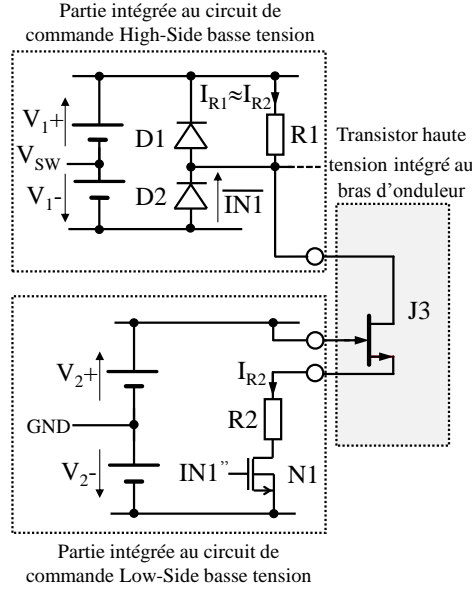 Partie intégrée au circuit de
commande High-Side basse tension
V1+
IR1≈IR2
R1
D1
VSW
V1-
D2
IN1
Transistor haute
tension intégré au
bras d'onduleur
J3
V2+
IR2
R2
GND
V2-
IN1”
N1
Partie intégrée au circuit de
commande Low-Side basse tension